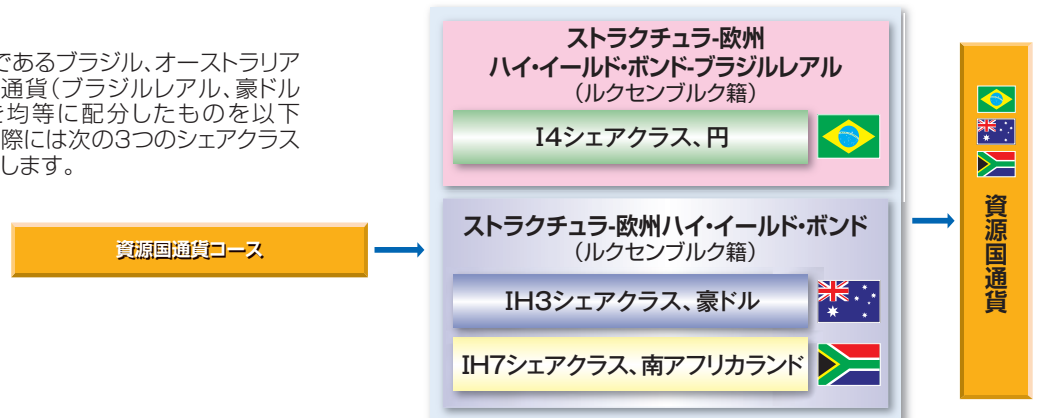 であるブラジル、オーストラリア
通貨（ブラジルレアル、豪ドル
を均等に配分したものを以下
際には次の3つのシェアクラス
します。
資源国通貨コース
ストラクチュラ-欧州
ハイ・イールド・ボンド-ブラジルレアル
（ルクセンブルク籍）
I4シェアクラス、円
ストラクチュラ-欧州ハイ・イールド・ボンド
（ルクセンブルク籍）
IH3シェアクラス、豪ドル
IH7シェアクラス、南アフリカランド
資源国通貨